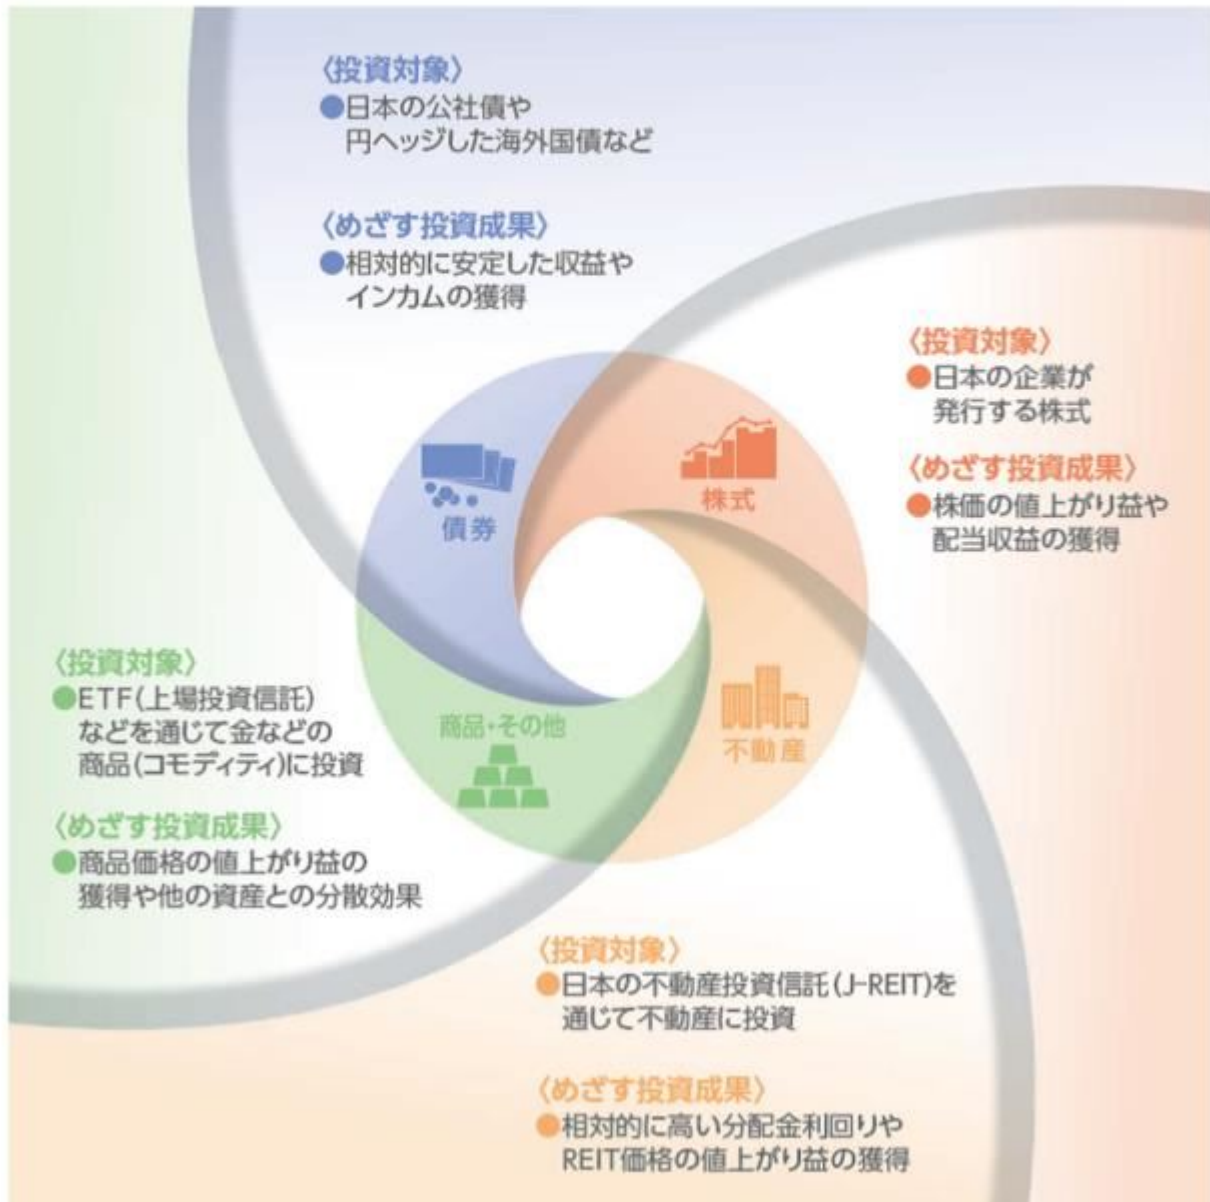 〈投資対象〉
●日本の公社債や
円ヘッジした海外国債など
〈めざす投資成果〉
●相対的に安定した収益や
インカムの獲得
〈投資対象〉
●日本の企業が
発行する株式
〈めざす投資成果〉
●株価の値上がり益や
配当収益の獲得
債券
株式
商品・その他
不動産
〈投資対象〉
●ETF(上場投資信託)
などを通じて金などの
商品(コモディティ)に投資
〈めざす投資成果〉
●商品価格の値上がり益の
獲得や他の資産との分散効果
〈投資対象〉
●日本の不動産投資信託(J-REIT)を
通じて不動産に投資
〈めざす投資成果〉
●相対的に高い分配金利回りや
REIT価格の値上がり益の獲得